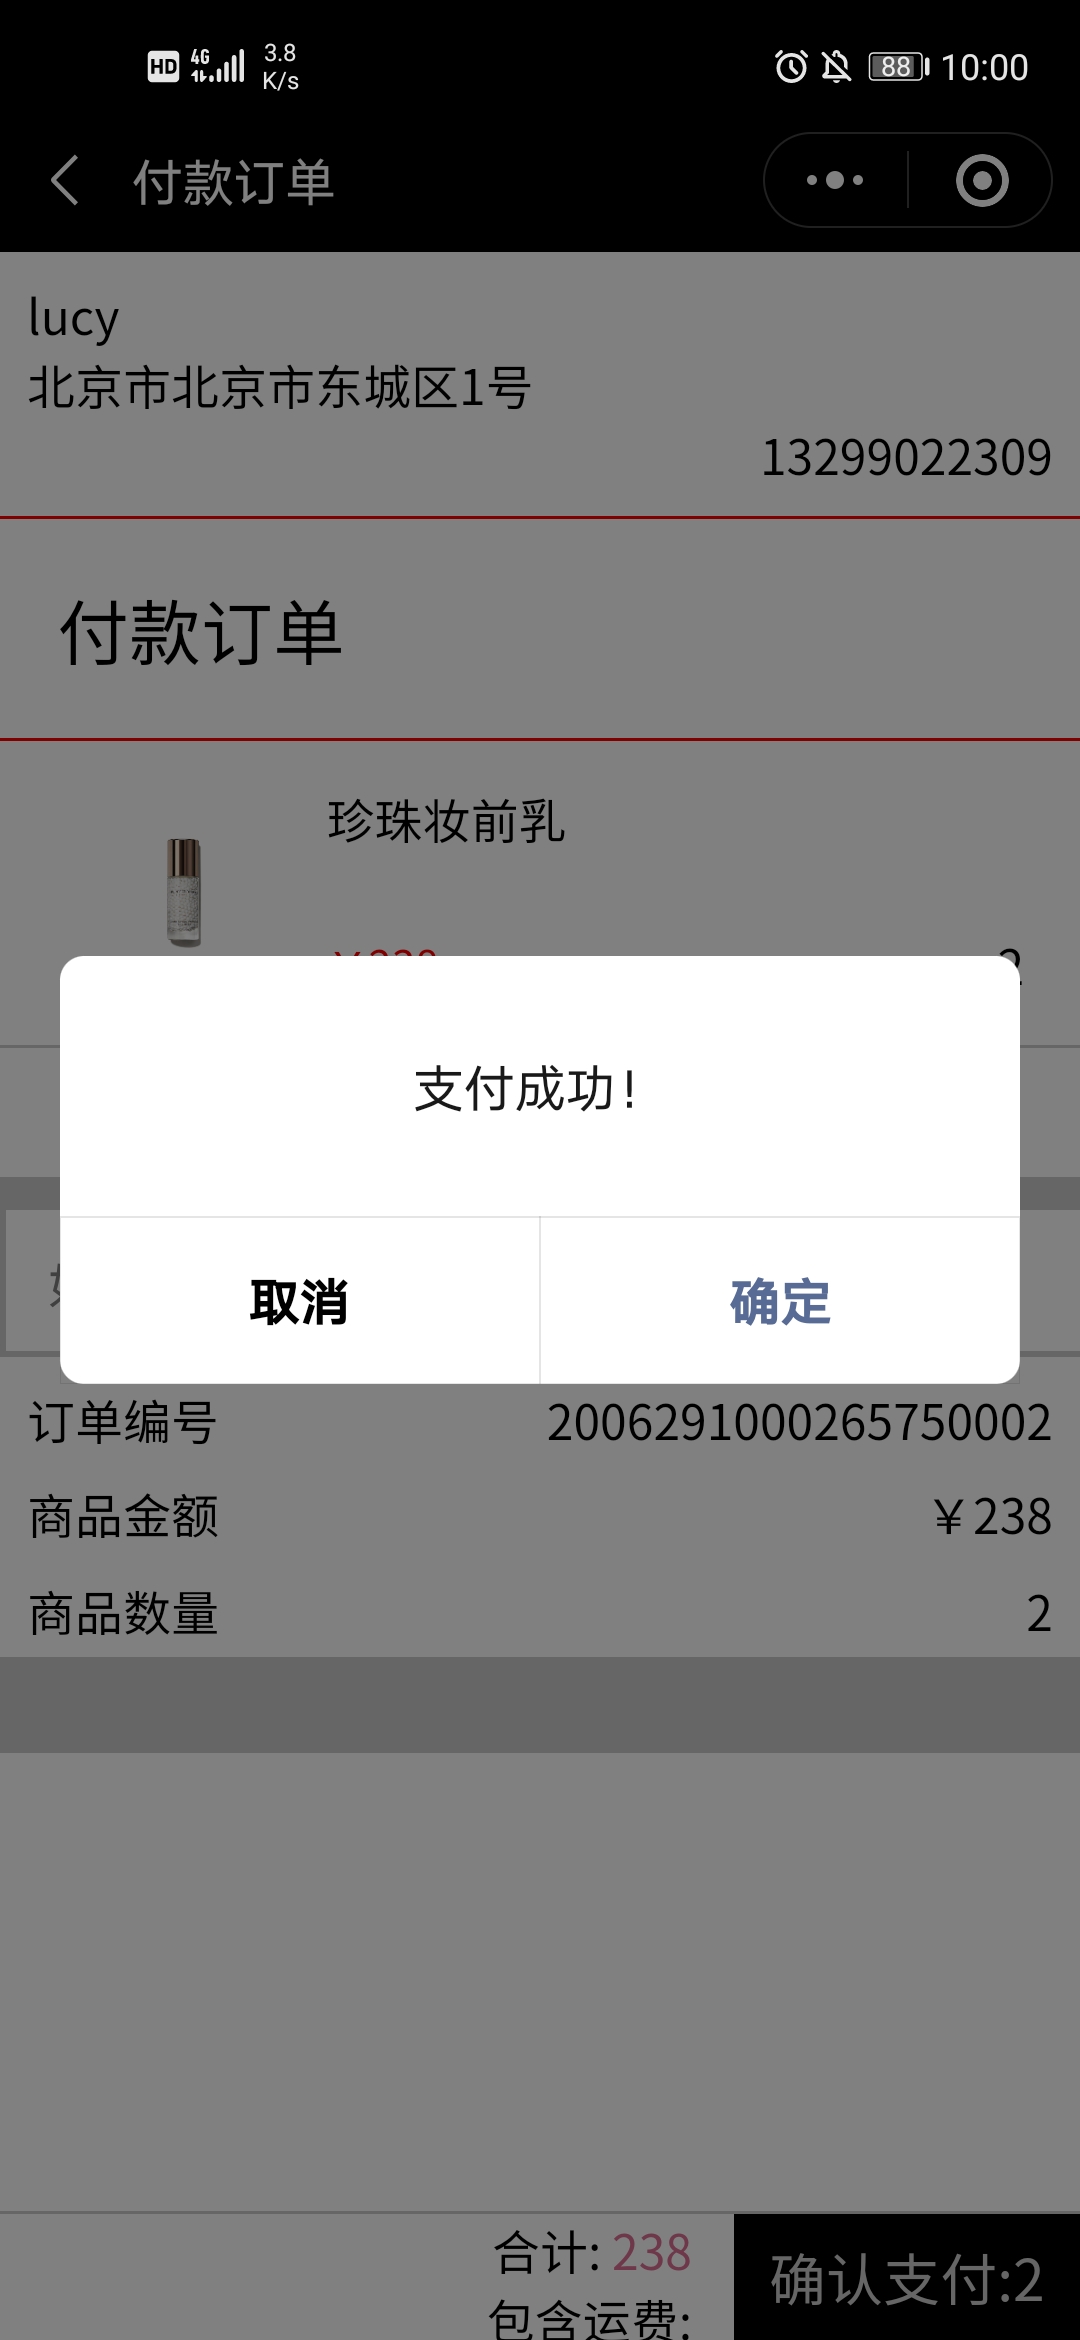 HD 4G 3.8 K/s 88 10:00
付款订单
lucy
北京市北京市东城区1号
13299022309
付款订单
珍珠妆前乳
支付成功!
取消 确定
订单编号 2006291000265750002
商品金额 ￥238
商品数量 2
合计: 238
包含运费:
确认支付:2